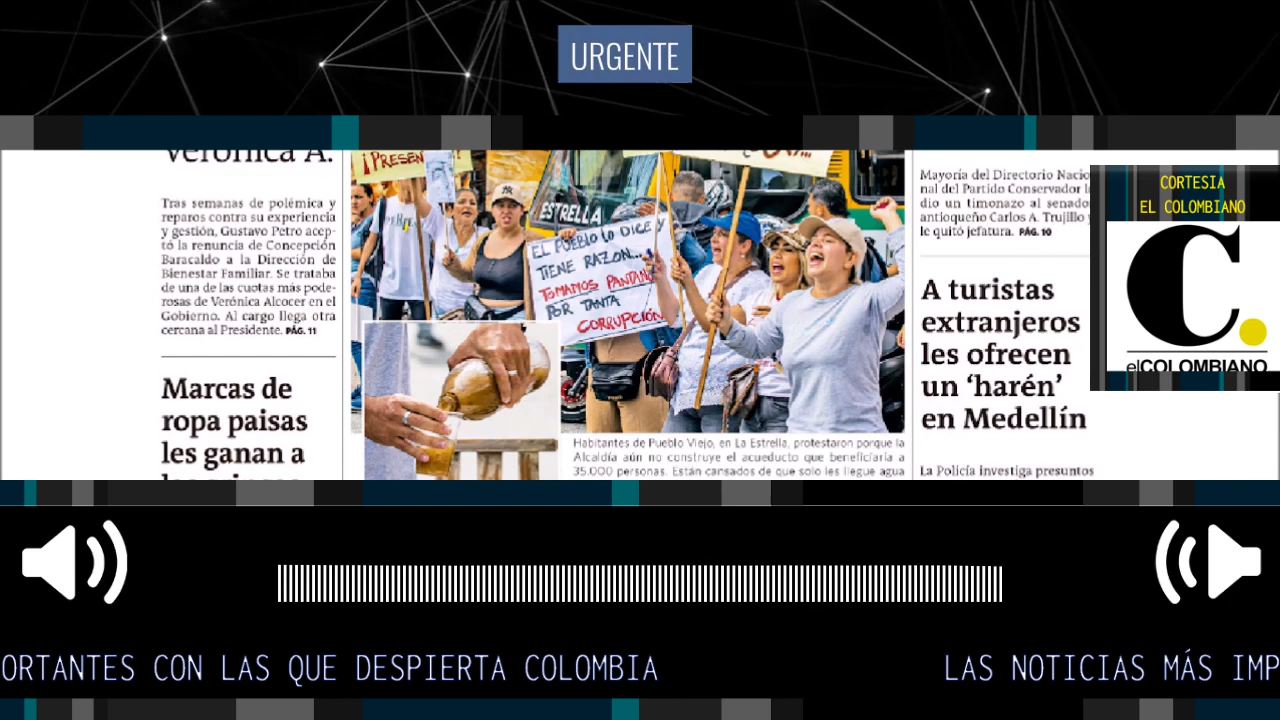 URGENTE
Verónica A.
Tras semanas de polémica y
reparos contra su experiencia
y gestión, Gustavo Petro acep-
tó la renuncia de Concepción
Baracaldo a la Dirección de
Bienestar Familiar. Se trataba
de una de las cuotas más pode-
rosas de Verónica Alcocer en el
Gobierno. Al cargo llega otra
cercana al Presidente. PÁG. 11
Marcas de
ropa paisas
les ganan a
¡PRESEN
ESTRELLA
EL PUEBLO LO DICE Y
TIENE RAZON...
TOMAMOS PANTANO
POR TANTA
CORRUPCIÓN
Habitantes de Pueblo Viejo, en La Estrella, protestaron porque la
Alcaldía aún no construye el acueducto que beneficiaría a
35.000 personas. Están cansados de que solo les llegue agua
Mayoría del Directorio Nacio
nal del Partido Conservador l
dio un timonazo al senado
antioqueño Carlos A. Trujillo y
le quitó jefatura. PÁG. 10
A turistas
extranjeros
les ofrecen
un ‘harén’
en Medellín
La Policía investiga presuntos
CORTESIA
EL COLOMBIANO
C.
elCOLOMBIANO
ORTANTES CON LAS QUE DESPIERTA COLOMBIA
LAS NOTICIAS MÁS IMP